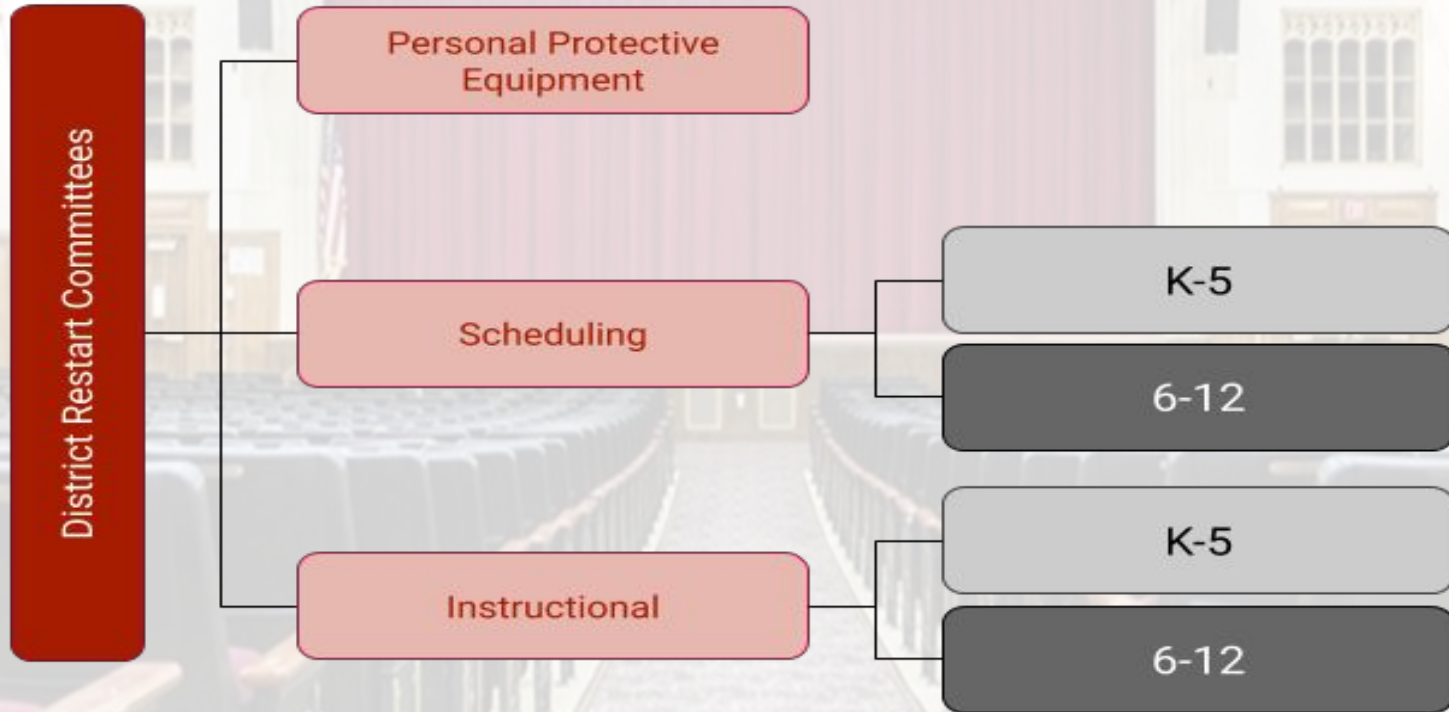 District Restart Committees
Personal Protective
Equipment
Scheduling
K-5
6-12
Instructional
K-5
6-12